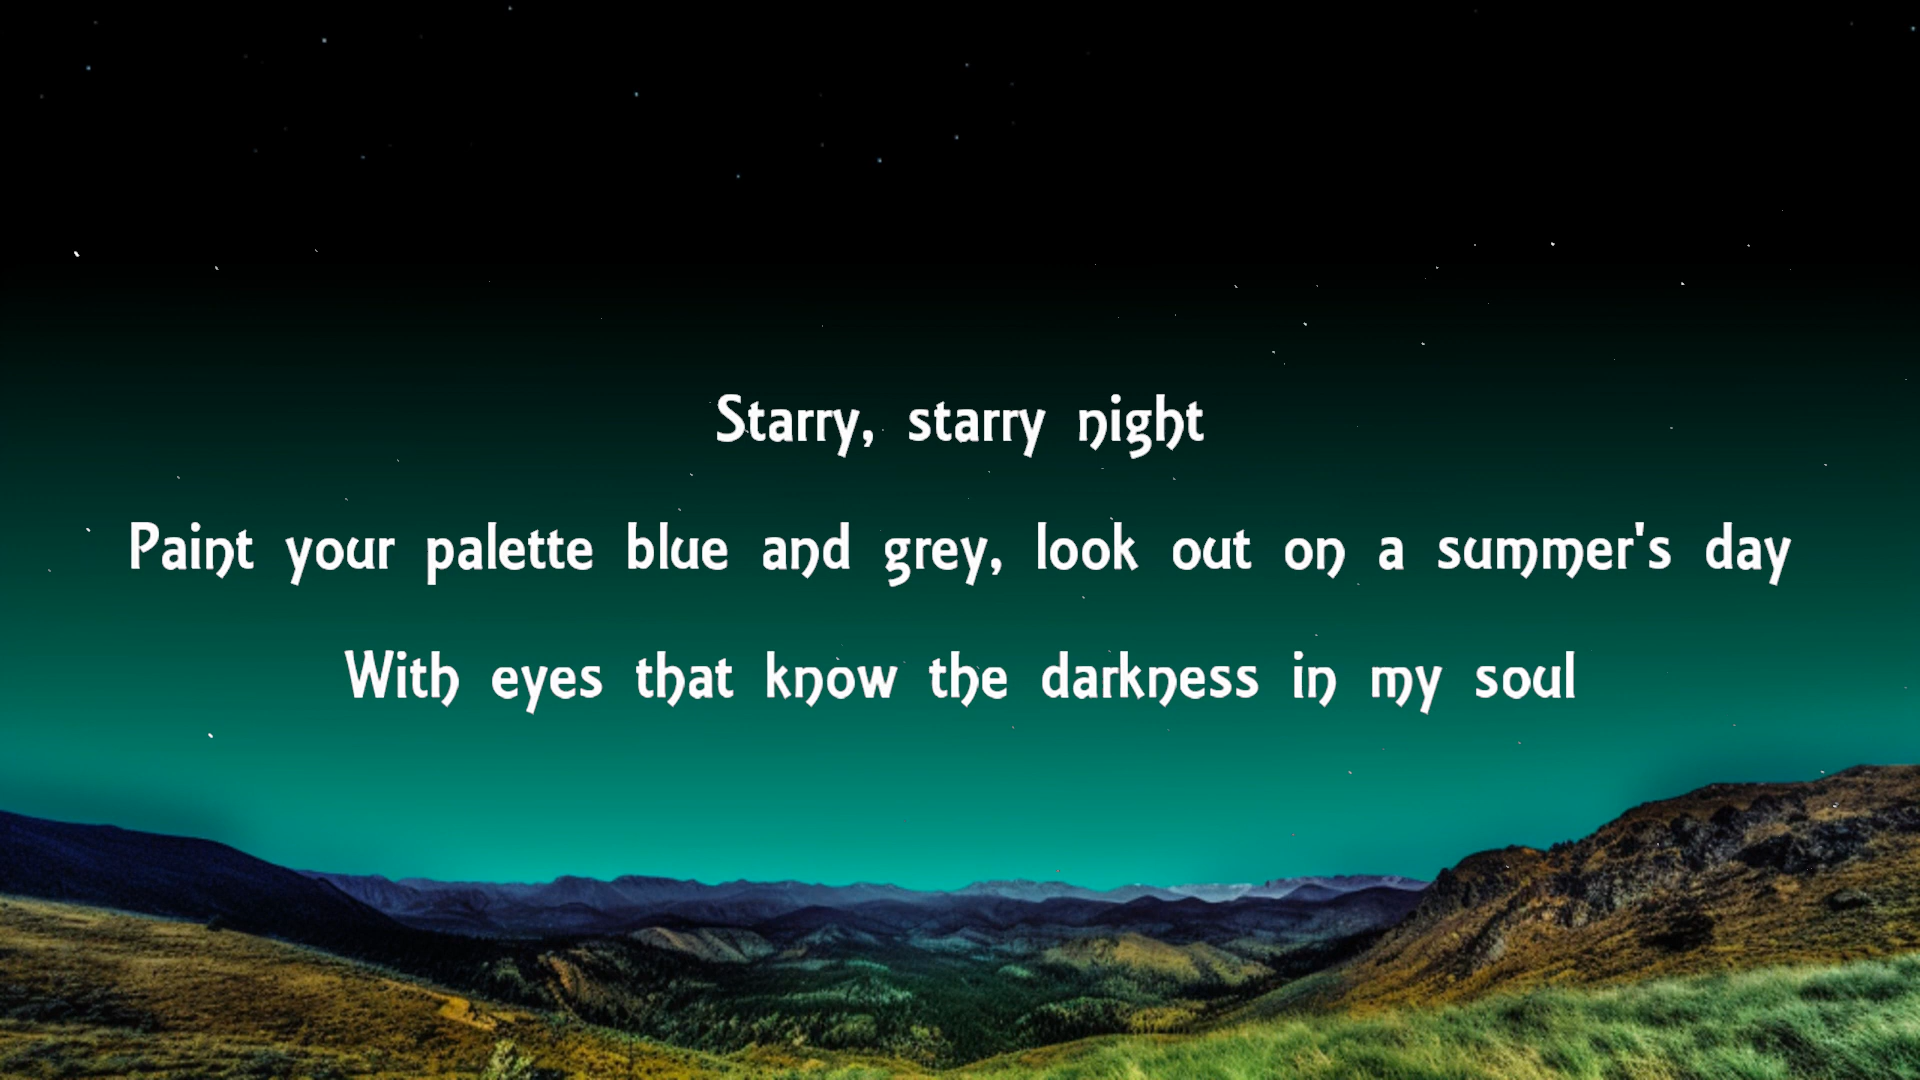 Starry, starry night
Paint your palette blue and grey, look out on a summer's day
With eyes that know the darkness in my soul